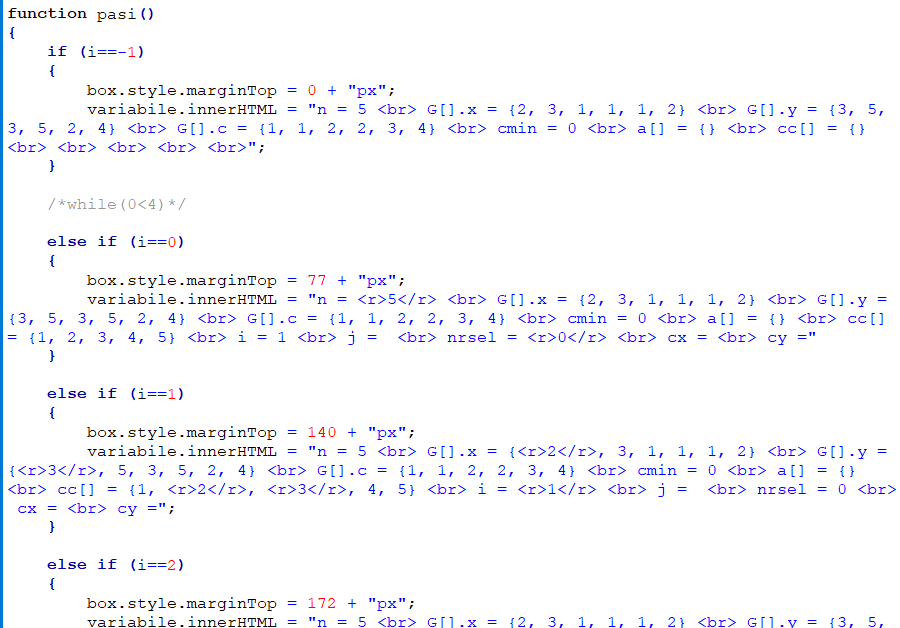 function pasi()
{
    if (i==-1)
    {
        box.style.marginTop = 0 + "px";
        variabile.innerHTML = "n = 5 <br> G[].x = {2, 3, 1, 1, 1, 2} <br> G[].y = {3, 5,
3, 5, 2, 4} <br> G[].c = {1, 1, 2, 2, 3, 4} <br> cmin = 0 <br> a[] = {} <br> cc[] = {}
<br> <br> <br> <br> <br>";
    }
    /*while(0<4)*/
    else if (i==0)
    {
        box.style.marginTop = 77 + "px";
        variabile.innerHTML = "n = <r>5</r> <br> G[].x = {2, 3, 1, 1, 1, 2} <br> G[].y =
{3, 5, 3, 5, 2, 4} <br> G[].c = {1, 1, 2, 2, 3, 4} <br> cmin = 0 <br> a[] = {} <br> cc[]
= {1, 2, 3, 4, 5} <br> i = 1 <br> j =  <br> nrsel = <r>0</r> <br> cx = <br> cy ="
    }
    else if (i==1)
    {
        box.style.marginTop = 140 + "px";
        variabile.innerHTML = "n = 5 <br> G[].x = {<r>2</r>, 3, 1, 1, 1, 2} <br> G[].y =
{<r>3</r>, 5, 3, 5, 2, 4} <br> G[].c = {1, 1, 2, 2, 3, 4} <br> cmin = 0 <br> a[] = {}
<br> cc[] = {1, <r>2</r>, <r>3</r>, 4, 5} <br> i = <r>1</r> <br> j =  <br> nrsel = 0 <br>
 cx = <br> cy =";
    }
    else if (i==2)
    {
        box.style.marginTop = 172 + "px";
        variabile.innerHTML = "n = 5 <br> G[].x = {2, 3, 1, 1, 1, 2} <br> G[].y = {3, 5,